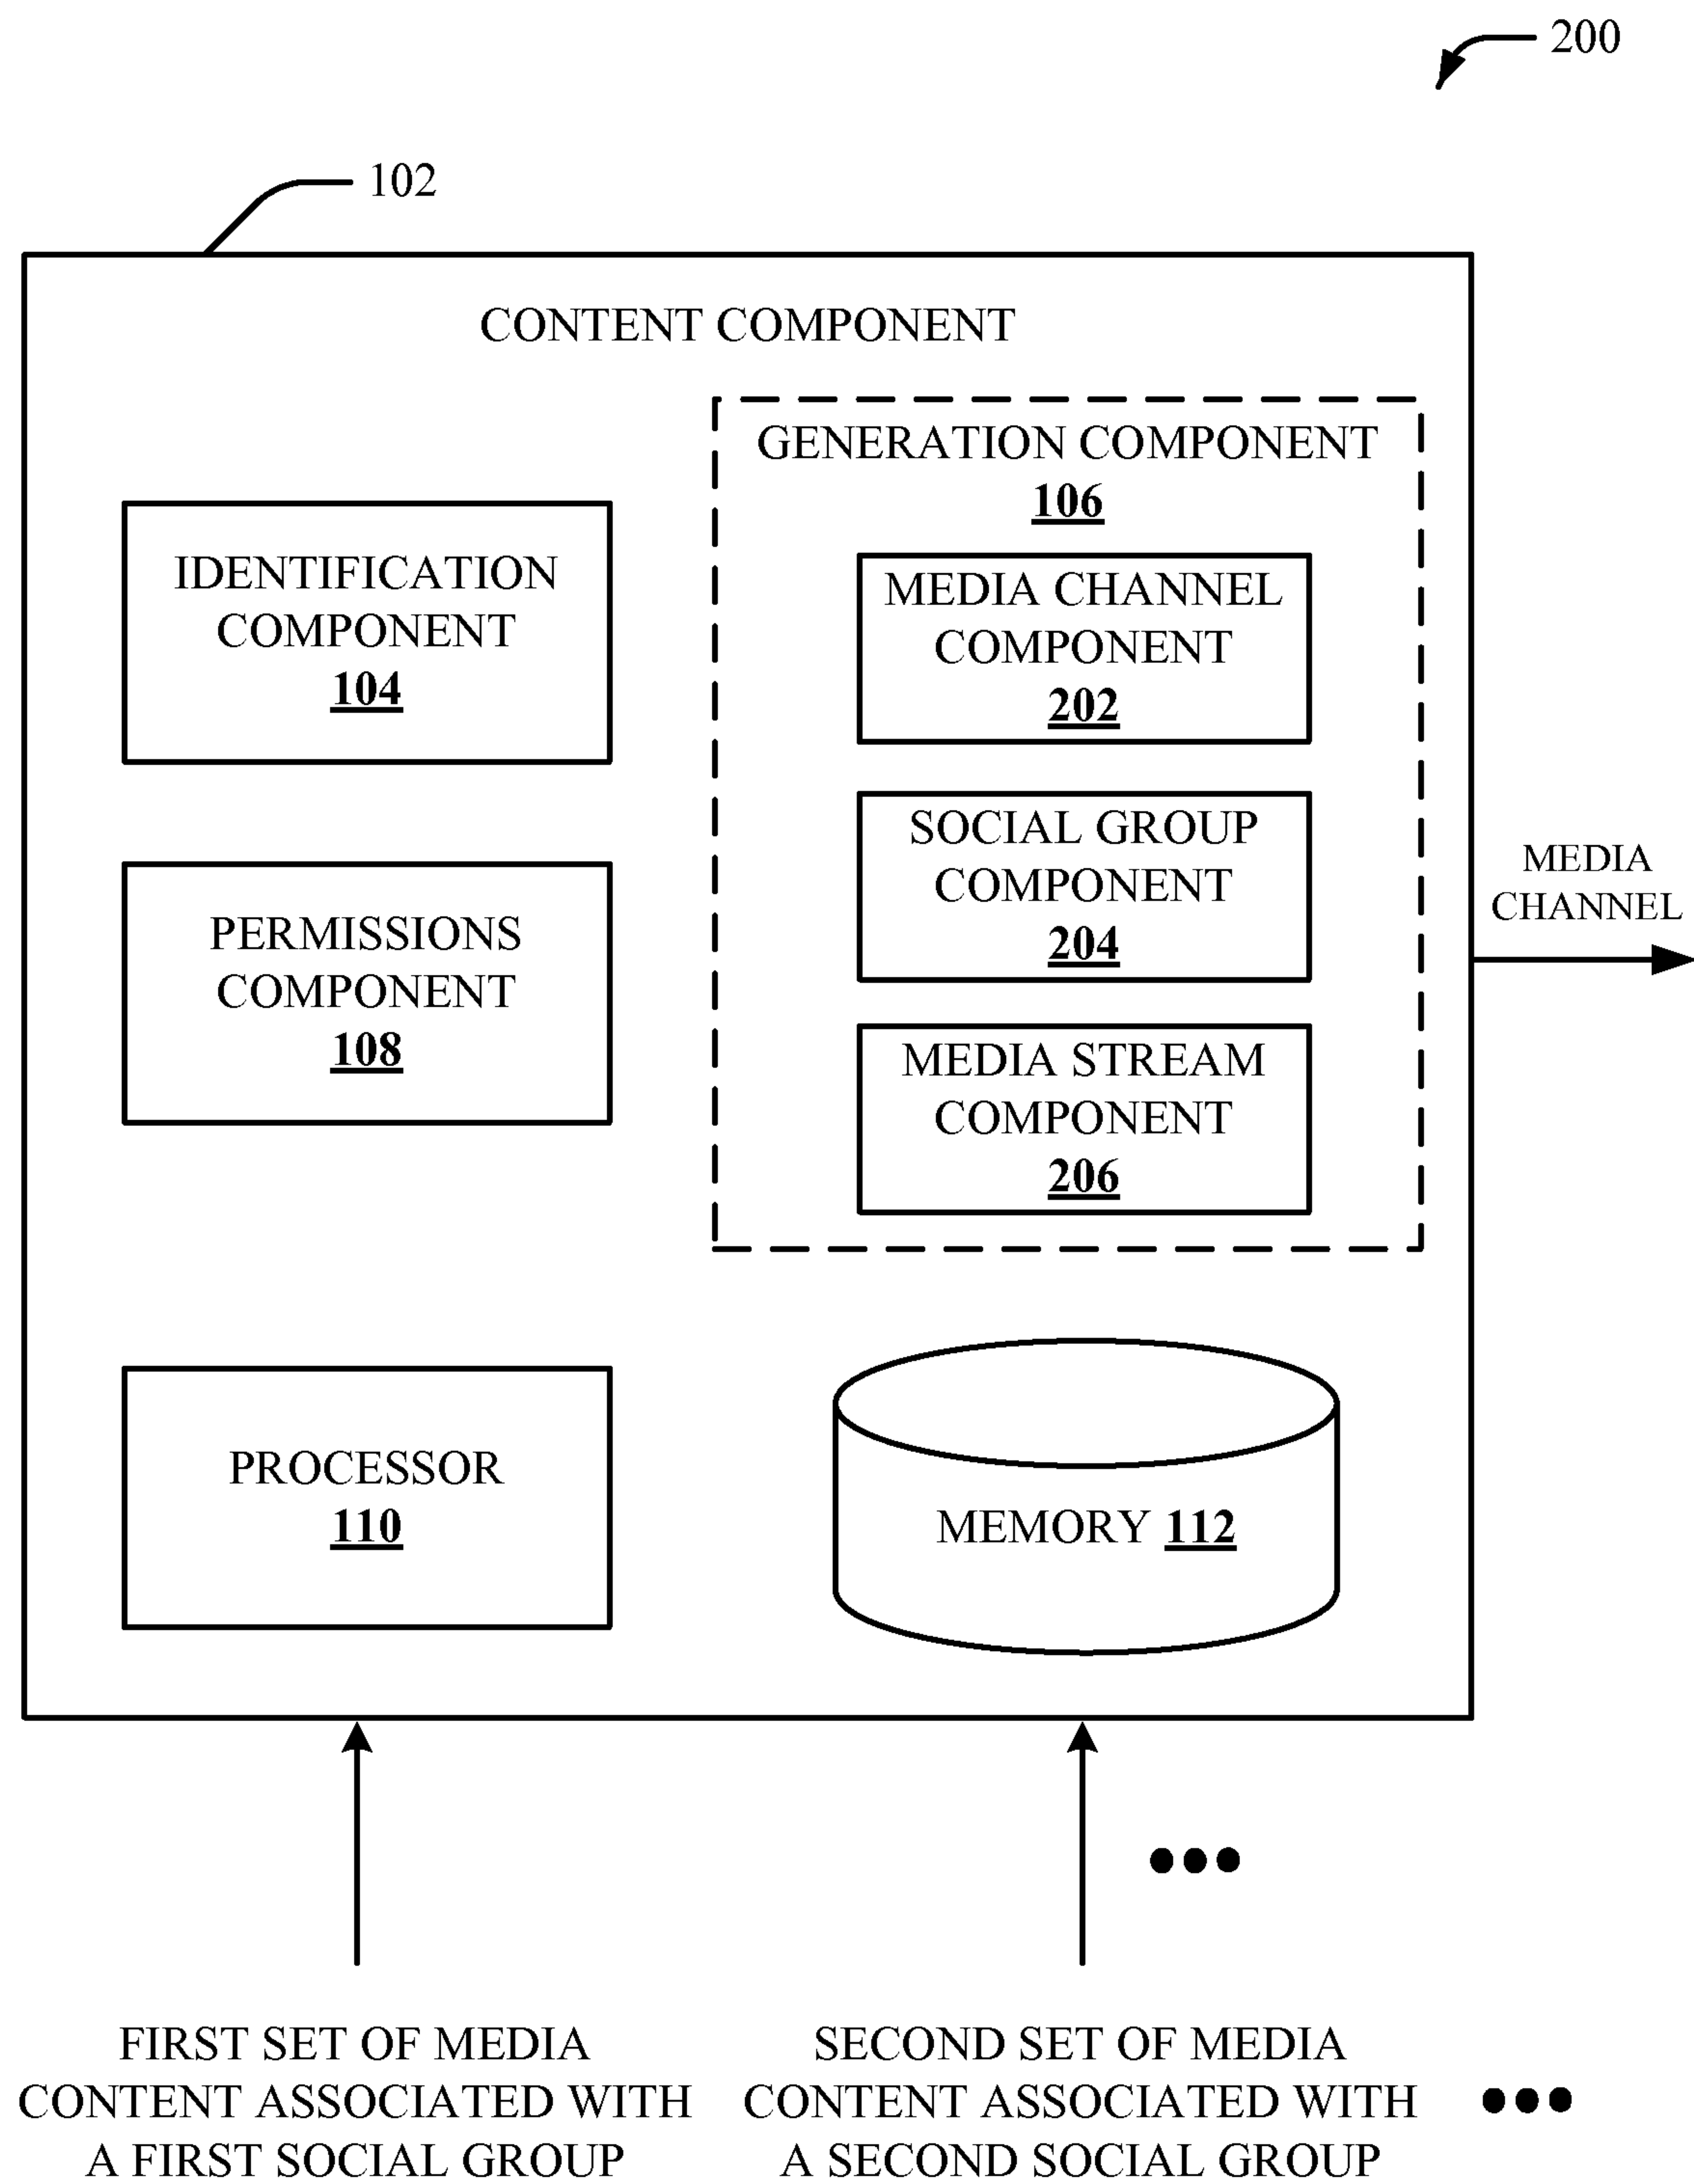 200
102
CONTENT COMPONENT
GENERATION COMPONENT
106
IDENTIFICATION
COMPONENT
104
MEDIA CHANNEL
COMPONENT
202
SOCIAL GROUP
COMPONENT
204
MEDIA
CHANNEL
PERMISSIONS
COMPONENT
108
MEDIA STREAM
COMPONENT
206
PROCESSOR
110
MEMORY 112
FIRST SET OF MEDIA
CONTENT ASSOCIATED WITH
A FIRST SOCIAL GROUP
SECOND SET OF MEDIA
CONTENT ASSOCIATED WITH
A SECOND SOCIAL GROUP